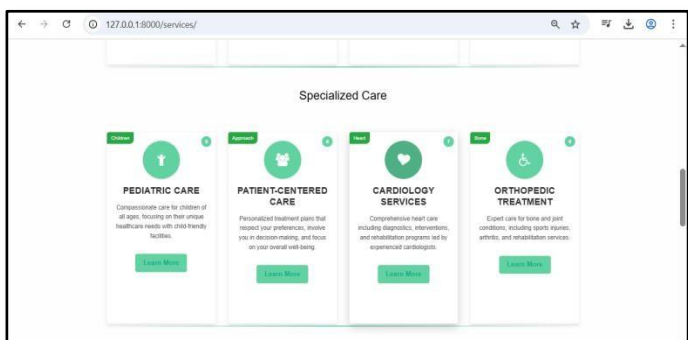 127.0.0.1:8000/services/
Specialized Care
Children
PEDIATRIC CARE
Compassionate care for children of
all ages, focusing on their unique
healthcare needs with child-friendly
facilities.
Learn More
Approach
PATIENT-CENTERED
CARE
Personalized treatment plans that
respect your preferences, involve
you in decision-making, and focus
on your overall well-being.
Learn More
Heart
CARDIOLOGY
SERVICES
Comprehensive heart care
including diagnostics, interventions,
and rehabilitation programs led by
experienced cardiologists.
Learn More
Bone
ORTHOPEDIC
TREATMENT
Expert care for bone and joint
conditions, including sports injuries,
arthritis, and rehabilitation services.
Learn More